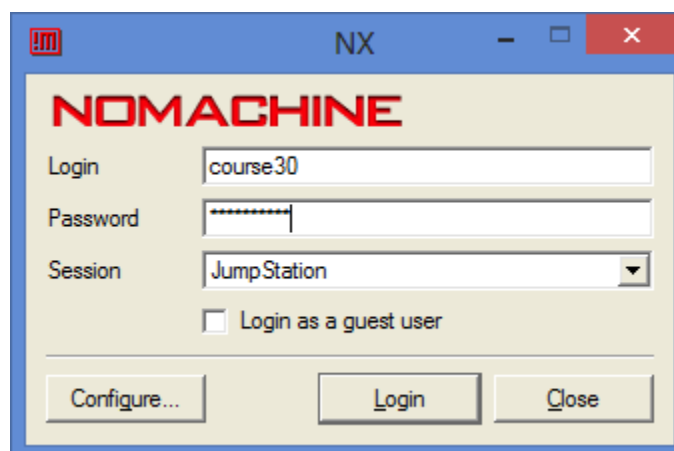 !m NX
NOMACHINE
Login course30
Password **********
Session JumpStation
Login as a guest user
Configure... Login Close